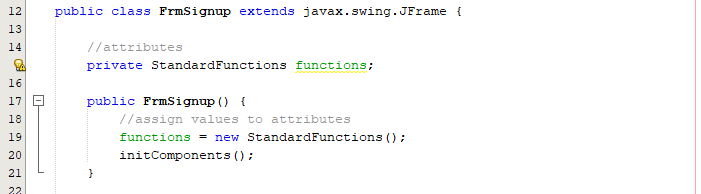 12 public class FrmSignup extends javax.swing.JFrame {
13
14 //attributes
private StandardFunctions functions;
16
17 public FrmSignup() {
18 //assign values to attributes
19 functions = new StandardFunctions();
20 initComponents();
21 }
22